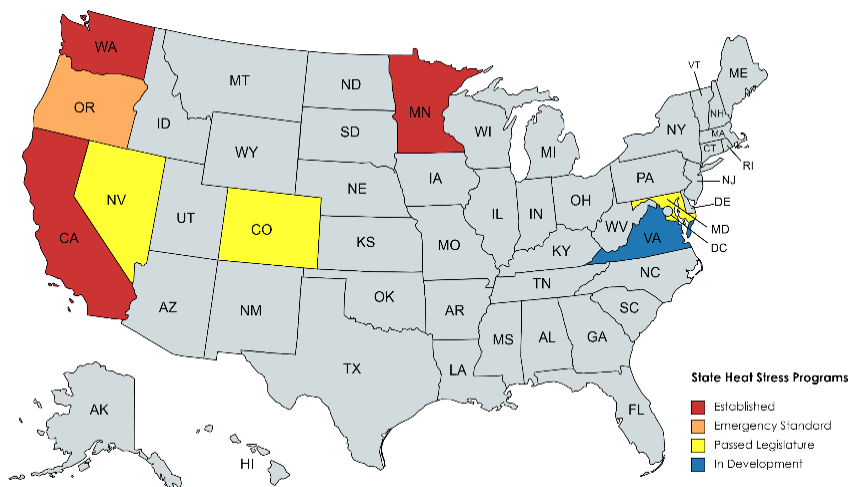 WA
MT
ND
MN
VT
ME
OR
ID
SD
WI
NH
NY
MA
WY
MI
CT
RI
IA
PA
NJ
NE
NV
UT
CO
IL
IN
OH
DE
WV
MD
CA
KS
MO
VA
DC
KY
NC
AZ
NM
OK
TN
AR
SC
MS
AL
GA
TX
LA
FL
AK
HI
State Heat Stress Programs
Established
Emergency Standard
Passed Legislature
In Development